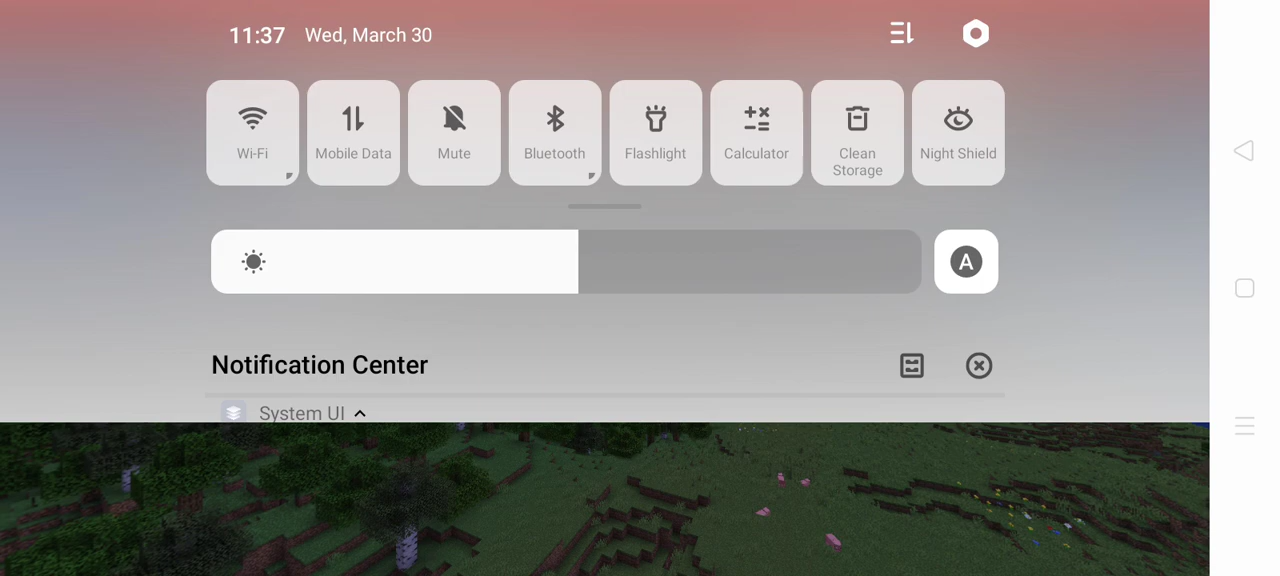 11:37 Wed, March 30
Wi-Fi
Mobile Data
Mute
Bluetooth
Flashlight
Calculator
Clean
Storage
Night Shield
A
Notification Center
System UI